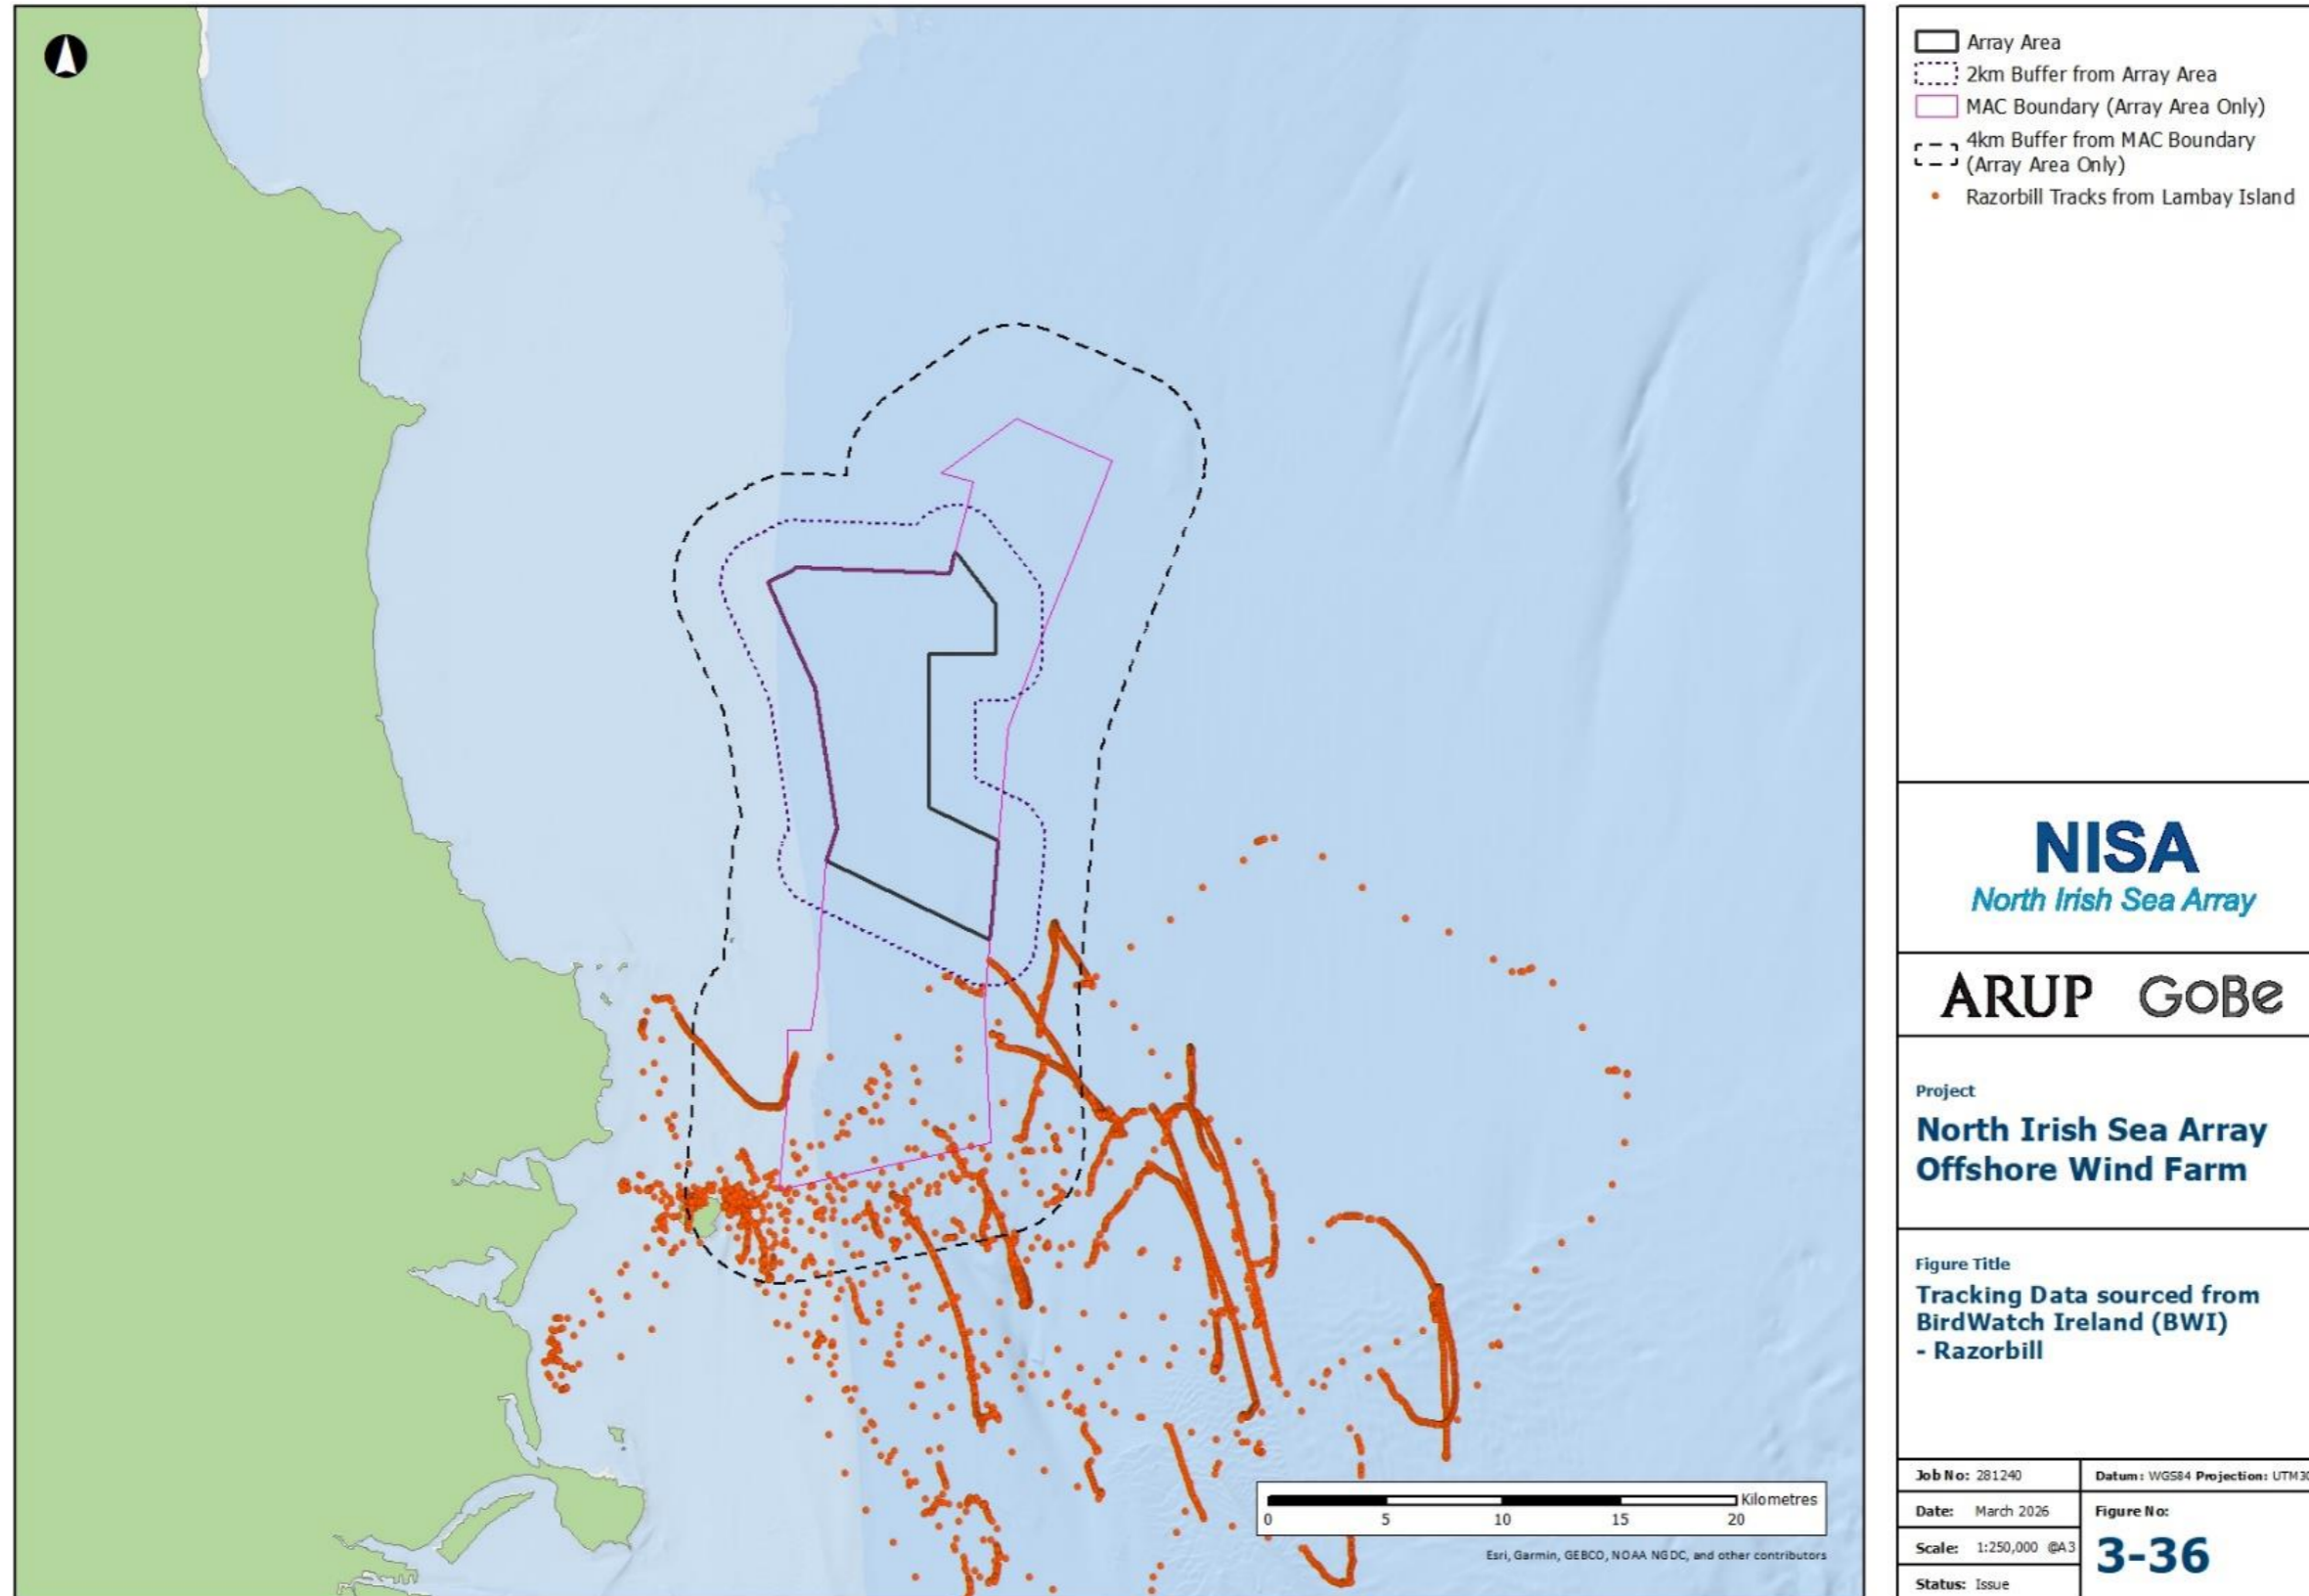 Array Area
2km Buffer from Array Area
MAC Boundary (Array Area Only)
4km Buffer from MAC Boundary
(Array Area Only)
Razorbill Tracks from Lambay Island
NISA
North Irish Sea Array
ARUP GoBe
Project
North Irish Sea Array
Offshore Wind Farm
Figure Title
Tracking Data sourced from
BirdWatch Ireland (BWI)
- Razorbill
Job No: 281240
Datum: WGS84 Projection: UTM30
Date: March 2026
Figure No:
Scale: 1:250,000 @A3
3-36
Status: Issue
Kilometres
0 5 10 15 20
Esri, Garmin, GEBCO, NOAA NGDC, and other contributors